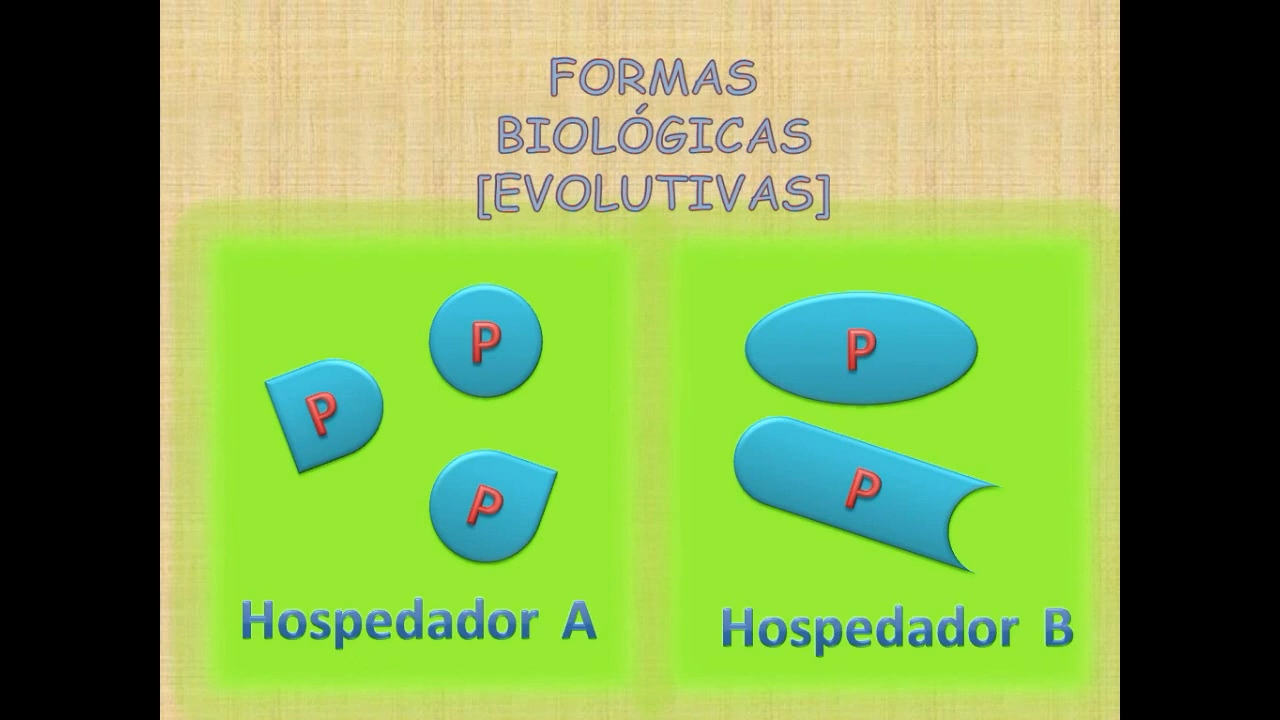 FORMAS
BIOLÓGICAS
[EVOLUTIVAS]
P
P
P
Hospedador A
P
P
Hospedador B